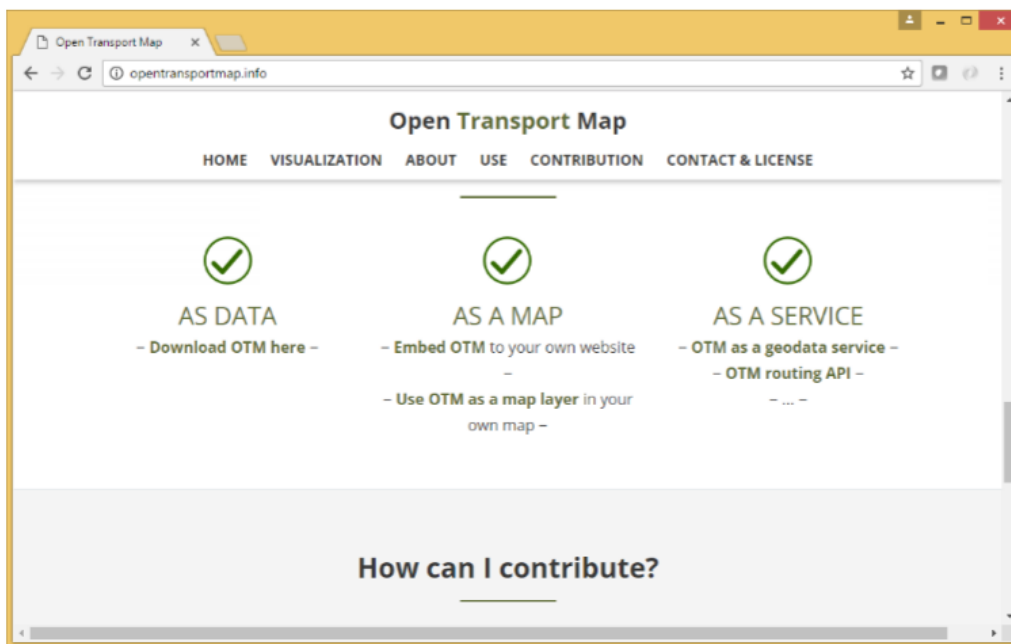 Open Transport Map
opentransportmap.info
Open Transport Map
HOME VISUALIZATION ABOUT USE CONTRIBUTION CONTACT & LICENSE
AS DATA
– Download OTM here –
AS A MAP
– Embed OTM to your own website
–
– Use OTM as a map layer in your
own map –
AS A SERVICE
– OTM as a geodata service –
– OTM routing API –
– ... –
How can I contribute?